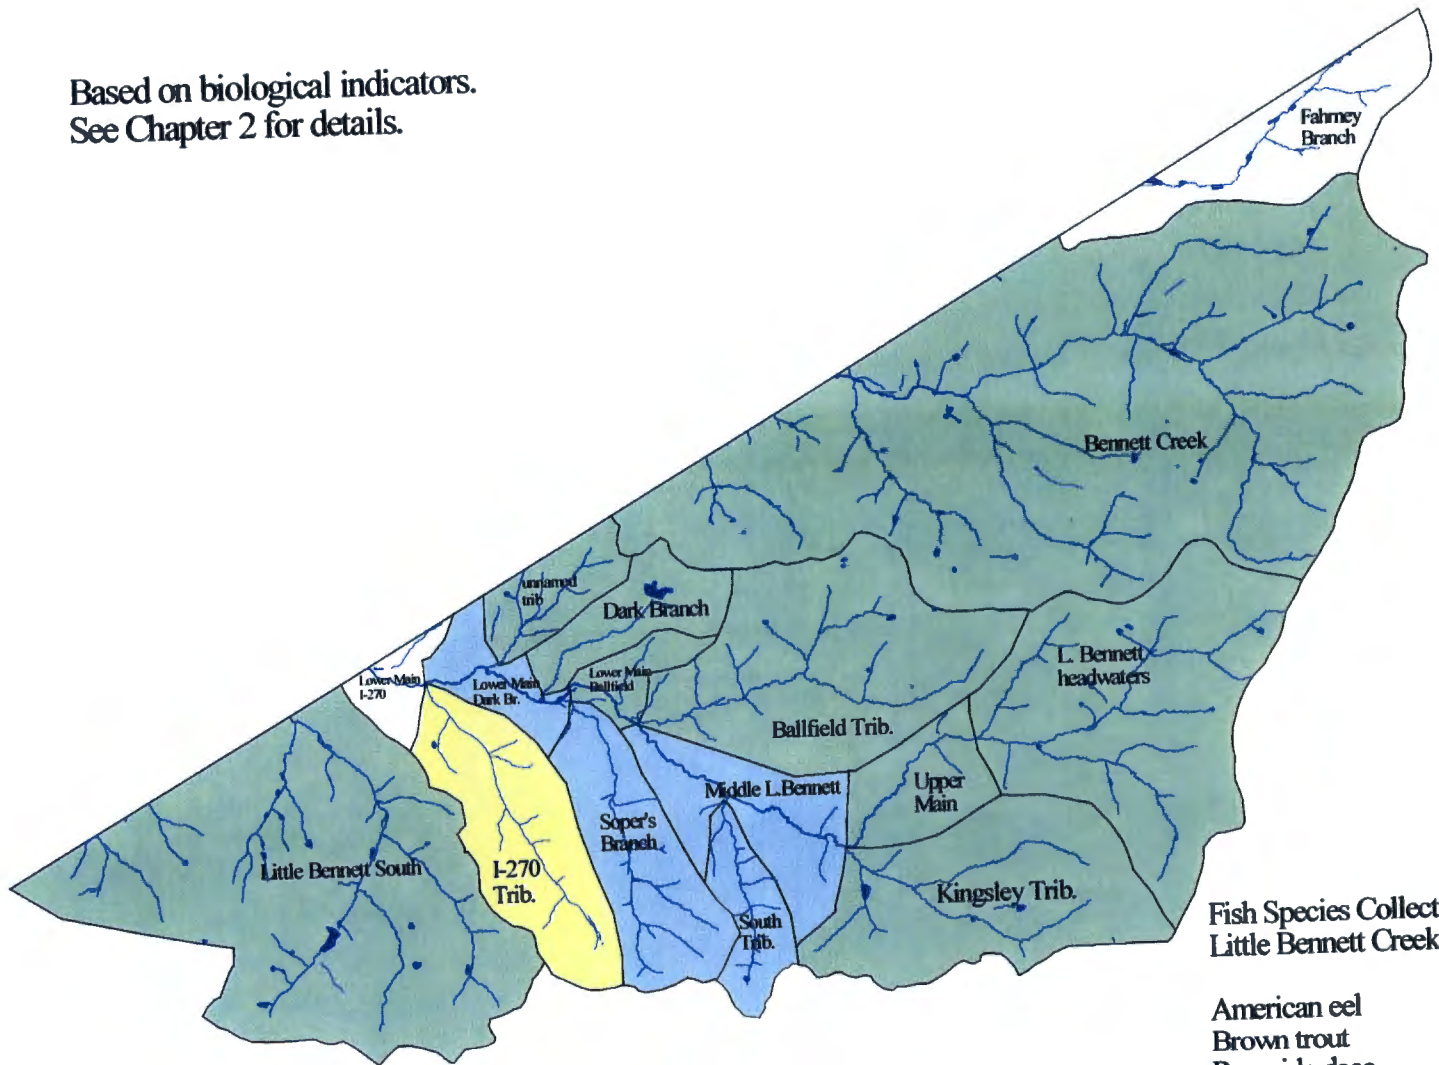 Based on biological indicators.
See Chapter 2 for details.
Fahrney
Branch
Bennett Creek
unnamed
trib
Dark Branch
L. Bennett
headwaters
Lower Main
I-270
Lower Main
Dark Br.
Lower Main
Ballfield
Ballfield Trib.
Middle L.Bennett
Upper
Main
Soper's
Branch
Little Bennett South
I-270
Trib.
Kingsley Trib.
South
Trib.
Fish Species Collect
Little Bennett Creek
American eel
Brown trout